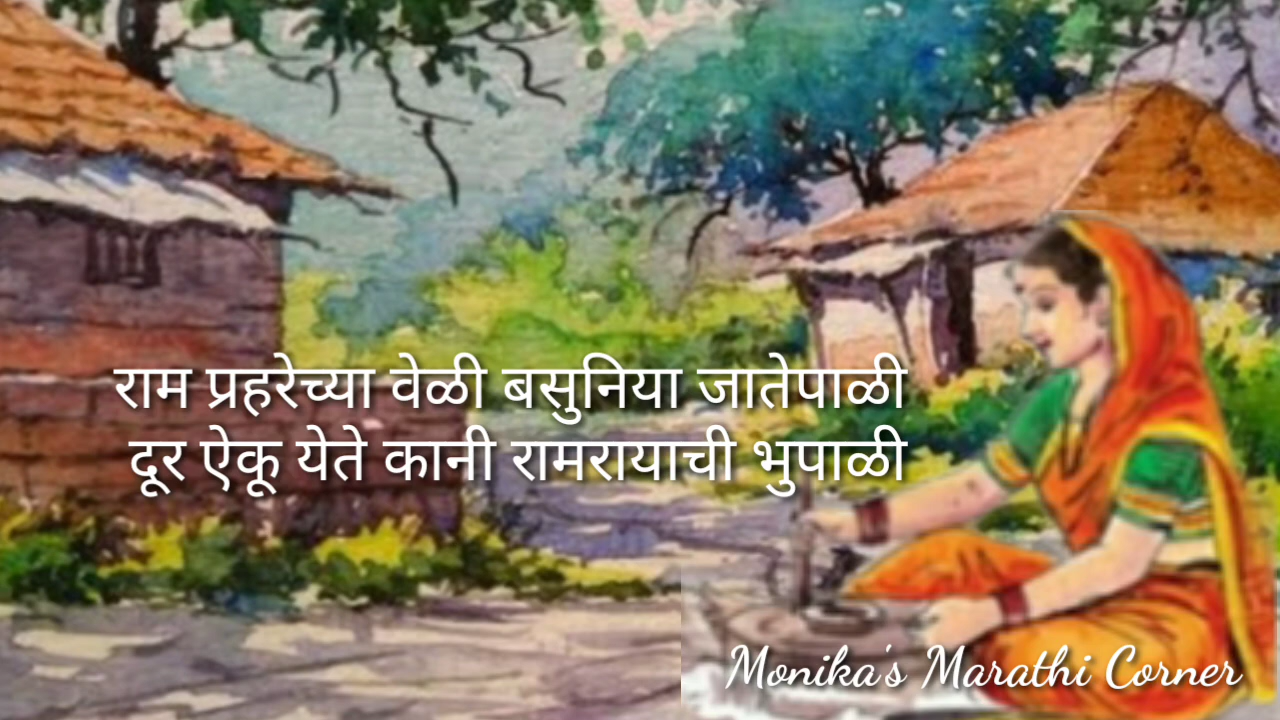 राम प्रहरेच्या वेळी बसुनिया जातेपाळी
दूर ऐकू येते कानी रामरायाची भुपाळी
Monika's Marathi Corner